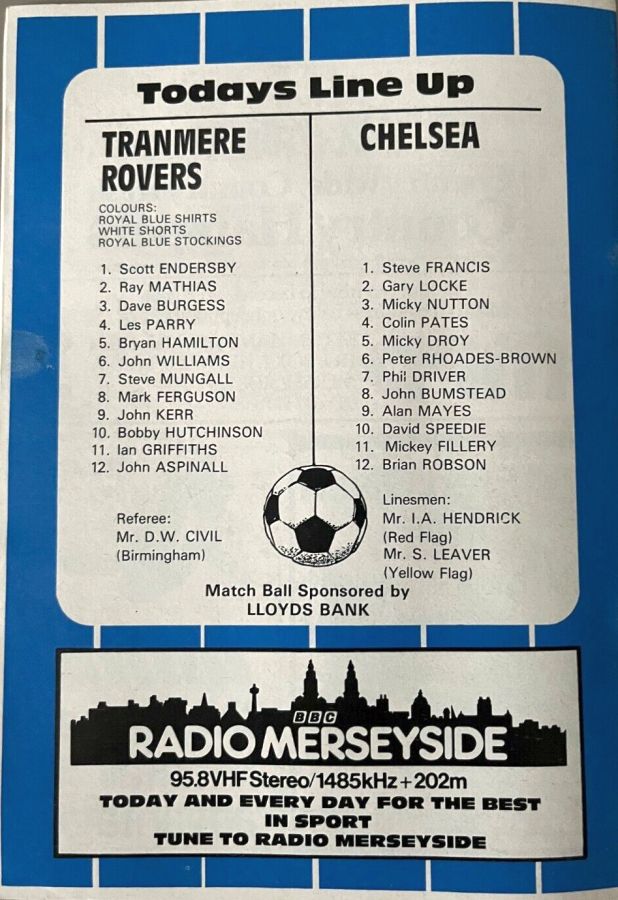 Todays Line Up
TRANMERE
ROVERS
COLOURS:
ROYAL BLUE SHIRTS
WHITE SHORTS
ROYAL BLUE STOCKINGS
1. Scott ENDERSBY
2. Ray MATHIAS
3. Dave BURGESS
4. Les PARRY
5. Bryan HAMILTON
6. John WILLIAMS
7. Steve MUNGALL
8. Mark FERGUSON
9. John KERR
10. Bobby HUTCHINSON
11. Ian GRIFFITHS
12. John ASPINALL
Referee:
Mr. D.W. CIVIL
(Birmingham)
CHELSEA
1. Steve FRANCIS
2. Gary LOCKE
3. Micky NUTTON
4. Colin PATES
5. Micky DROY
6. Peter RHOADES-BROWN
7. Phil DRIVER
8. John BUMSTEAD
9. Alan MAYES
10. David SPEEDIE
11. Mickey FILLERY
12. Brian ROBSON
Linesmen:
Mr. I.A. HENDRICK
(Red Flag)
Mr. S. LEAVER
(Yellow Flag)
Match Ball Sponsored by
LLOYDS BANK
BBC
RADIO MERSEYSIDE
95.8VHF Stereo/1485kHz+202m
TODAY AND EVERY DAY FOR THE BEST
IN SPORT
TUNE TO RADIO MERSEYSIDE